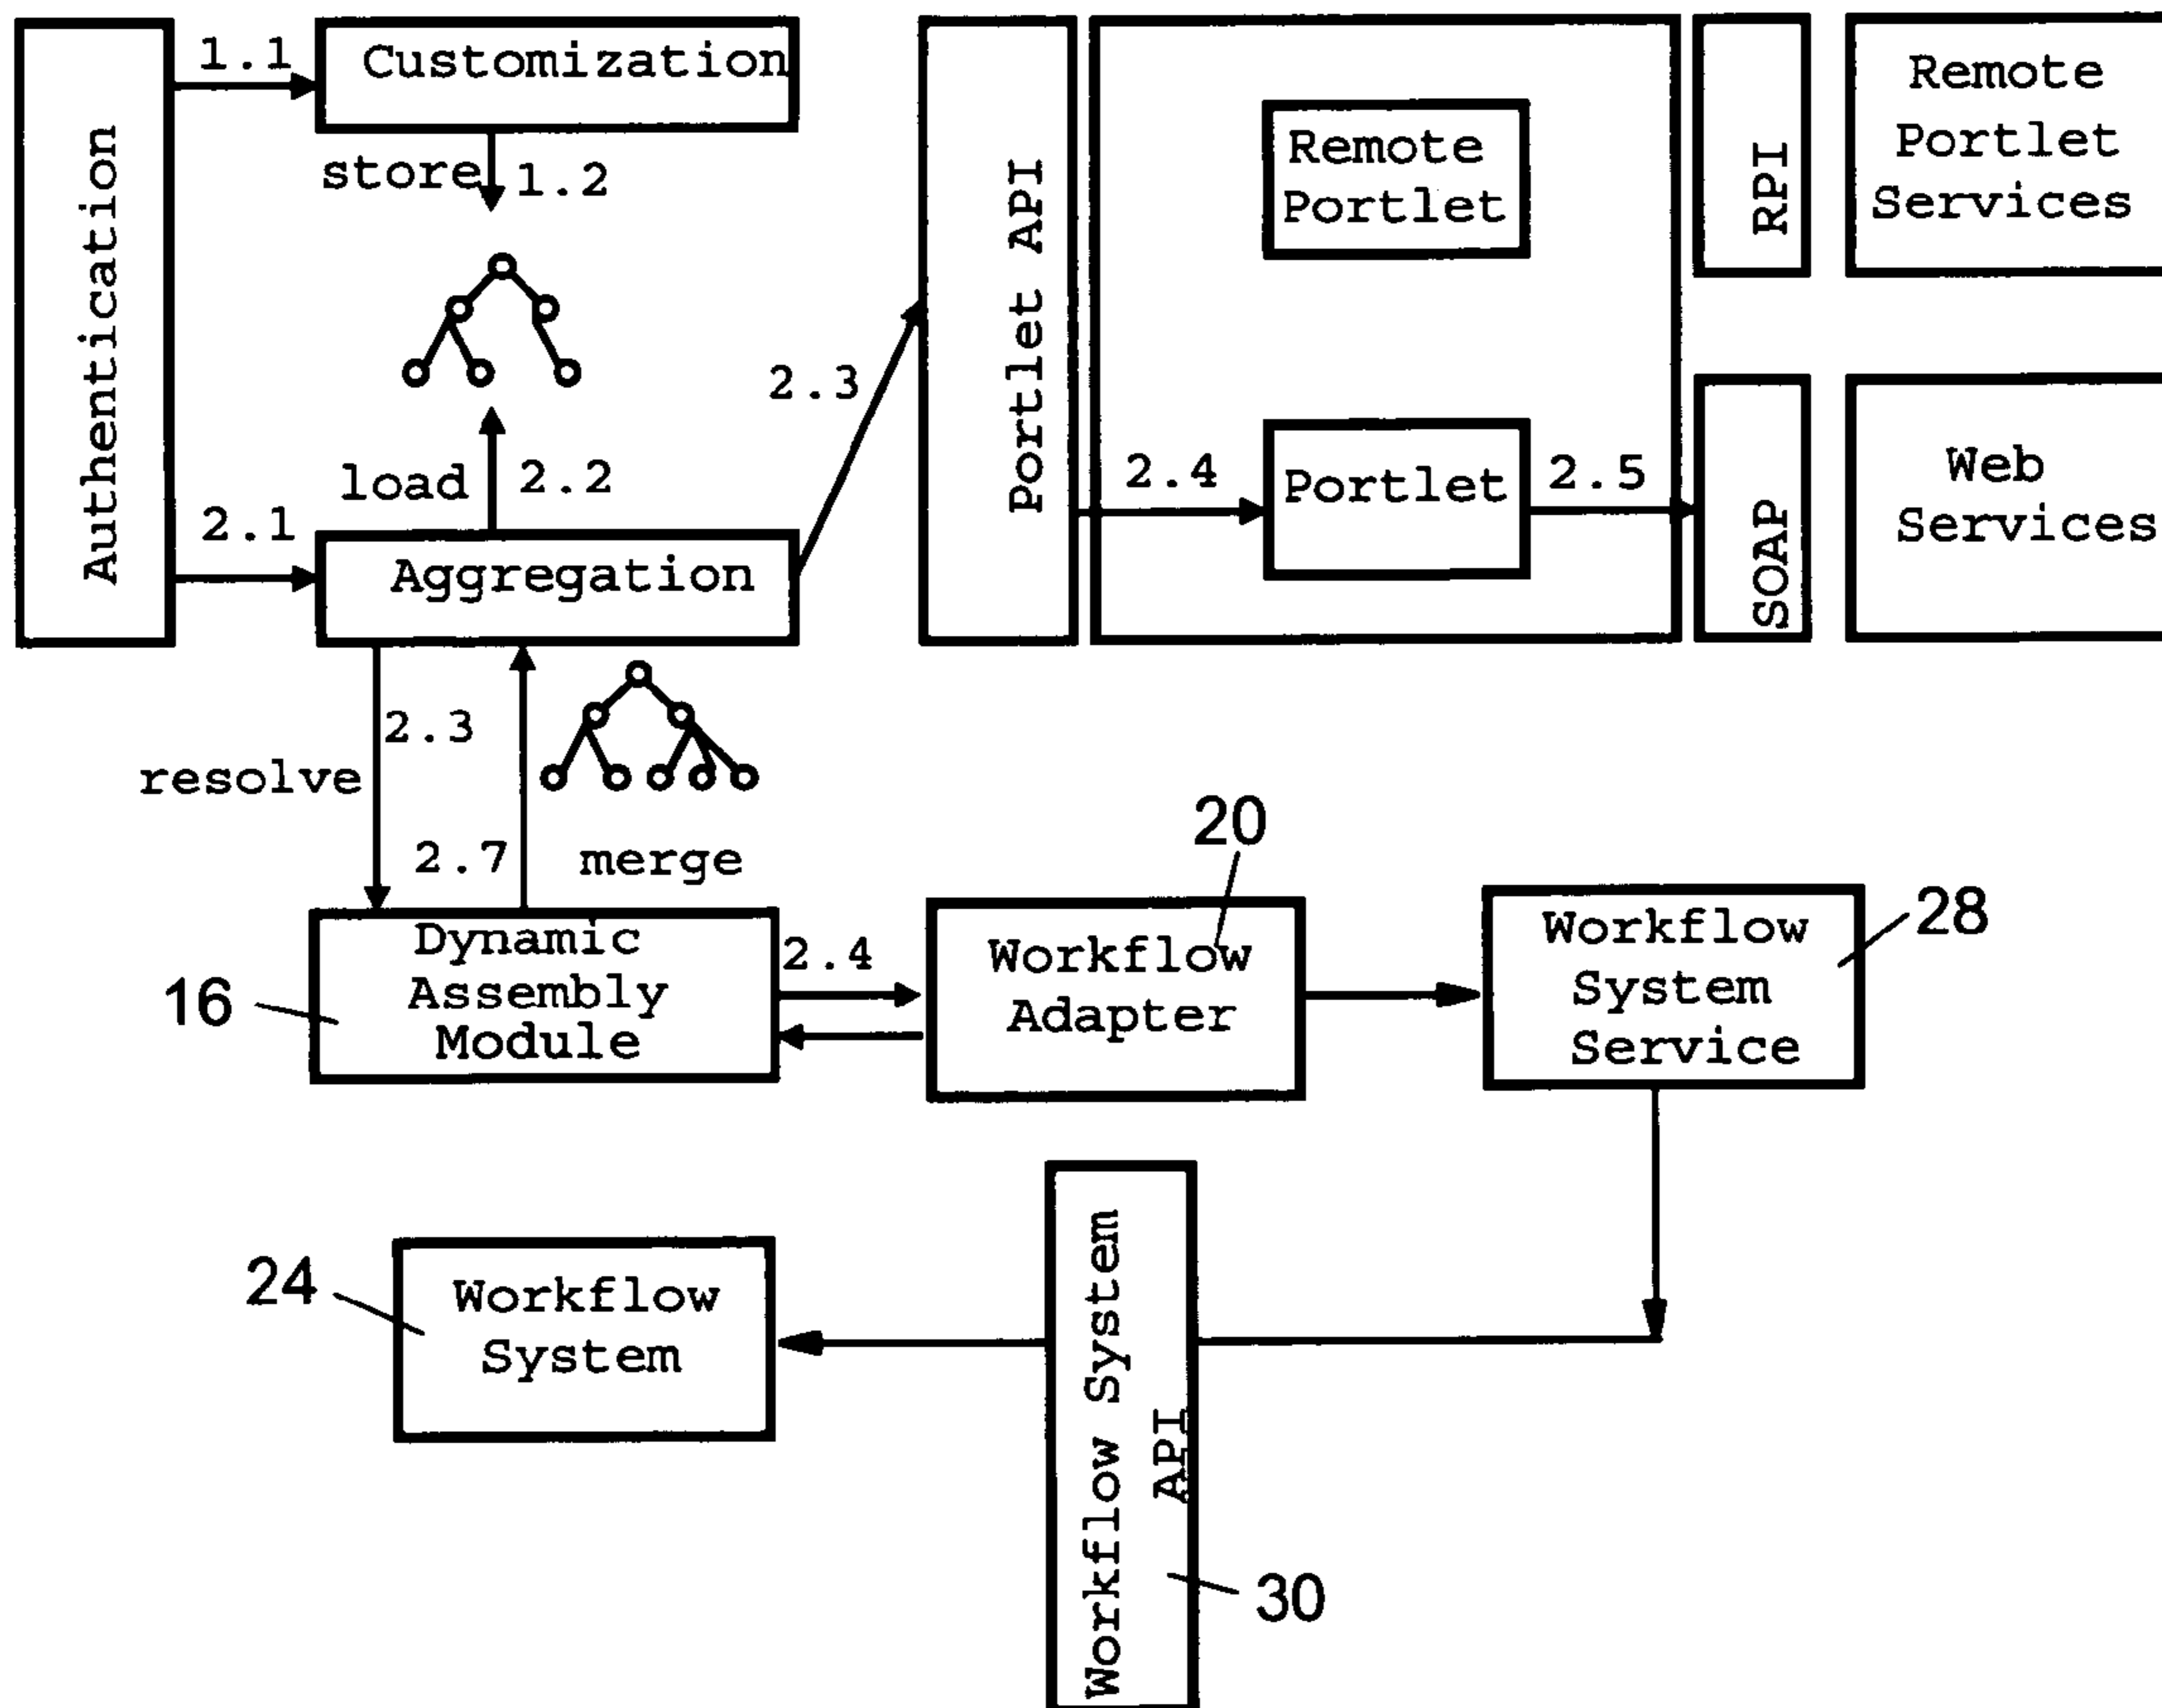 Authentication
1.1
Customization
store
1.2
load
2.2
2.1
Aggregation
2.3
Portlet API
Remote
Portlet
2.4
Portlet
2.5
RPI
SOAP
Remote
Portlet
Services
Web
Services
2.3
resolve
2.7
merge
Dynamic
Assembly
Module
16
2.4
20
Workflow
Adapter
Workflow
System
Service
28
24
Workflow
System
Workflow System
API
30